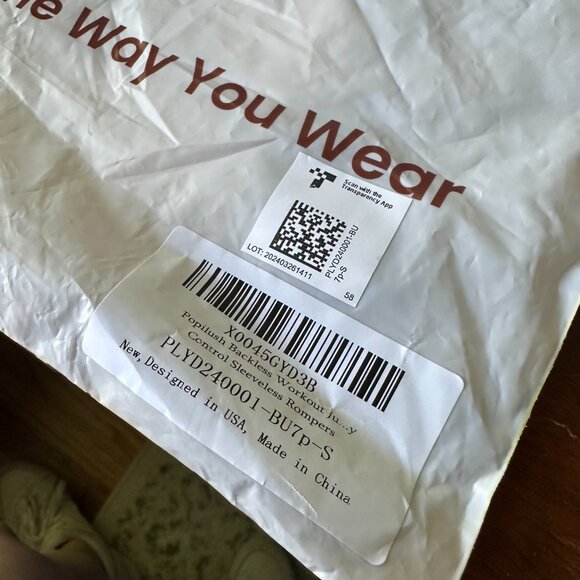 he Way You Wear
Scan with the
Transparency App
PLYD240001-BU
7p-S
LOT: 202403261411
58
X0045GYD3B
Popilush Backless Workout Ju...y
Control Sleeveless Rompers
PLYD240001-BU7p-S
New, Designed in USA, Made in China